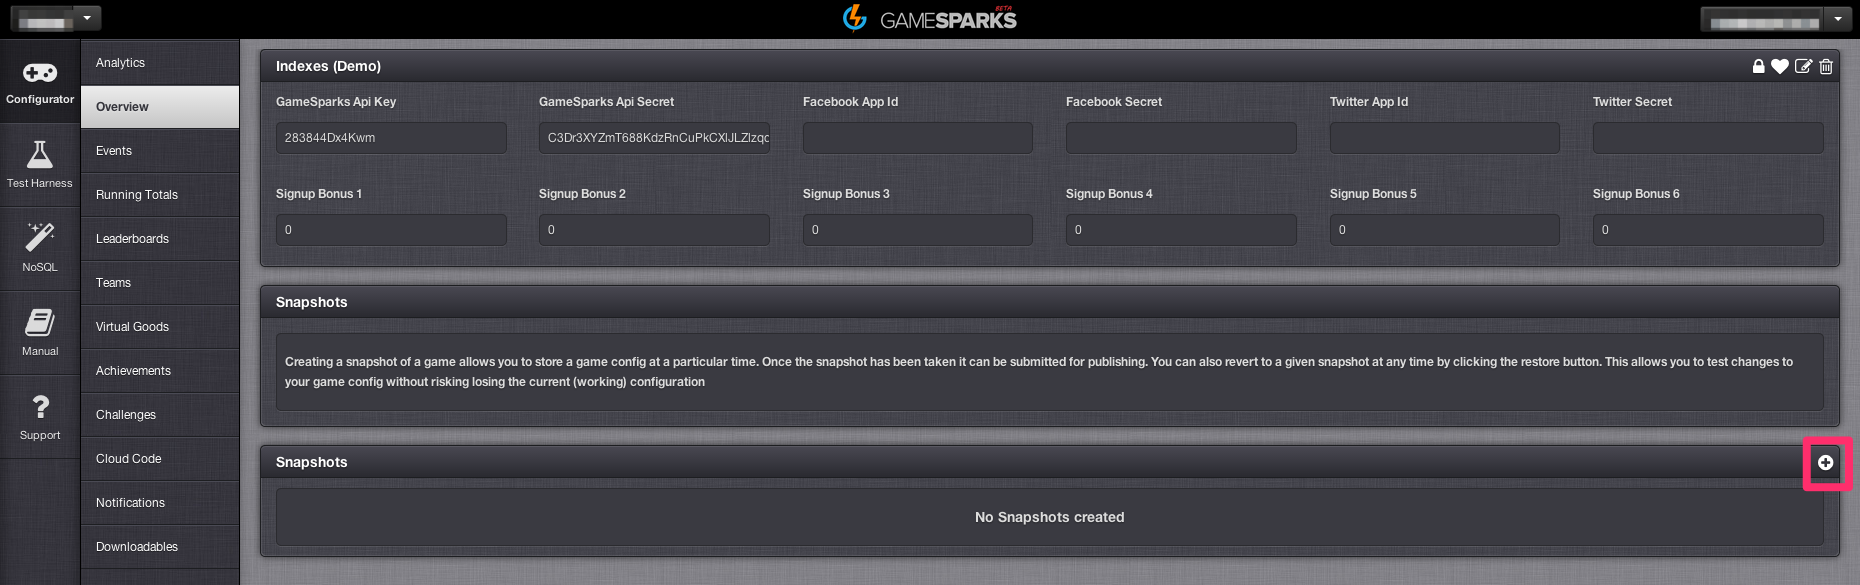 BETA
GAMESPARKS
Configurator
Test Harness
NoSQL
Manual
Support
Analytics
Overview
Events
Running Totals
Leaderboards
Teams
Virtual Goods
Achievements
Challenges
Cloud Code
Notifications
Downloadables
Indexes (Demo)
GameSparks Api Key GameSparks Api Secret Facebook App Id Facebook Secret Twitter App Id Twitter Secret
283844Dx4Kwm
Signup Bonus 1 Signup Bonus 2 Signup Bonus 3 Signup Bonus 4 Signup Bonus 5 Signup Bonus 6
0 0 0 0 0 0
Snapshots
Creating a snapshot of a game allows you to store a game config at a particular time. Once the snapshot has been taken it can be submitted for publishing. You can also revert to a given snapshot at any time by clicking the restore button. This allows you to test changes to
your game config without risking losing the current (working) configuration
Snapshots
No Snapshots created